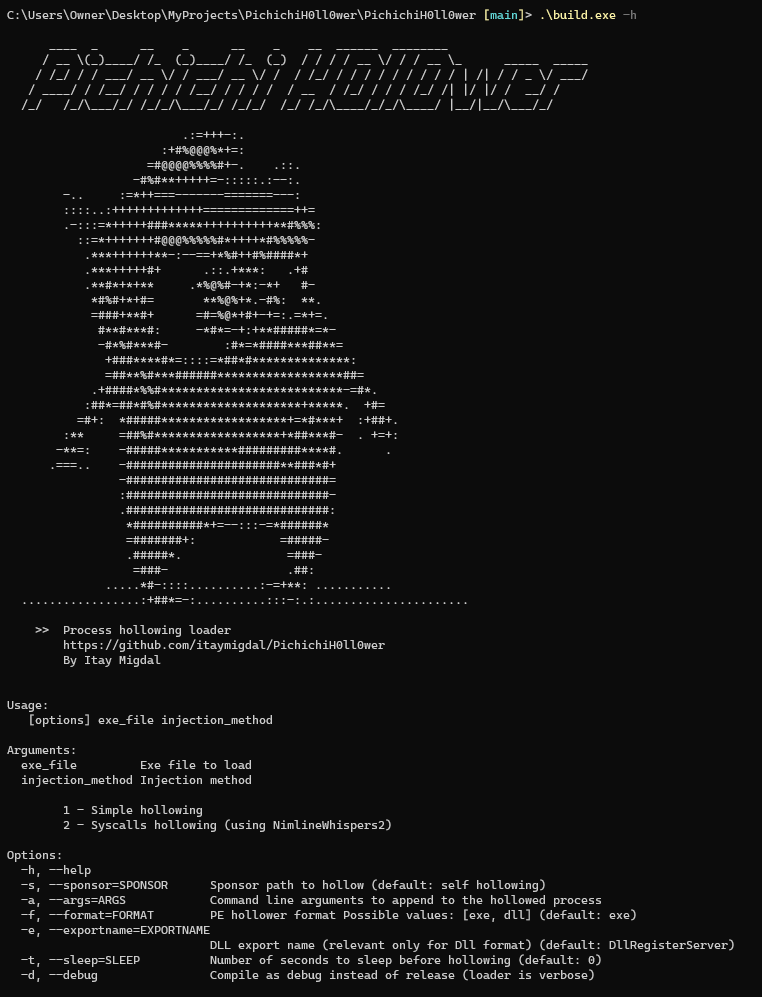 C:\Users\Owner\Desktop\MyProjects\PichichiH0ll0wer\PichichiH0ll0wer [main]> .\build.exe -h
PichichiH0ll0wer
>>  Process hollowing loader
https://github.com/itaymigdal/PichichiH0ll0wer
By Itay Migdal
Usage:
[options] exe_file injection_method
Arguments:
exe_file         Exe file to load
injection_method Injection method
1 - Simple hollowing
2 - Syscalls hollowing (using NimlineWhispers2)
Options:
-h, --help
-s, --sponsor=SPONSOR      Sponsor path to hollow (default: self hollowing)
-a, --args=ARGS            Command line arguments to append to the hollowed process
-f, --format=FORMAT        PE hollower format Possible values: [exe, dll] (default: exe)
-e, --exportname=EXPORTNAME
DLL export name (relevant only for Dll format) (default: DllRegisterServer)
-t, --sleep=SLEEP          Number of seconds to sleep before hollowing (default: 0)
-d, --debug                Compile as debug instead of release (loader is verbose)